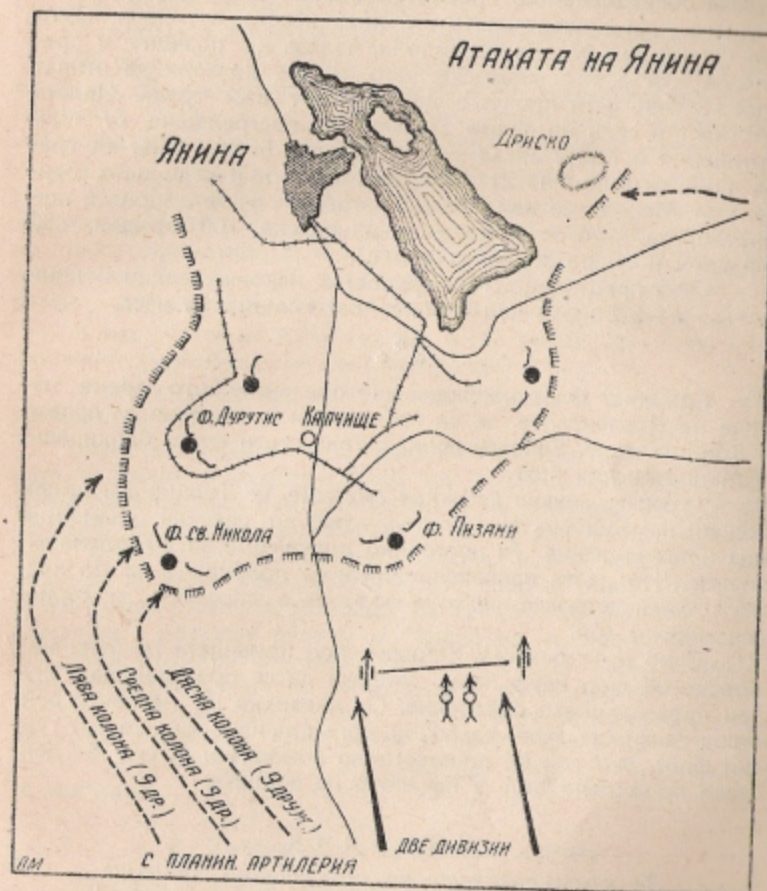 Атаката на Янина
Янина
Дриско
ф. Дурутис
Капчище
ф. св. Никола
ф. Пизани
Лява колона (9 др.)
Средна колона (9 др.)
Дясна колона (9 друж.)
Две дивизии
с планин. артилерия